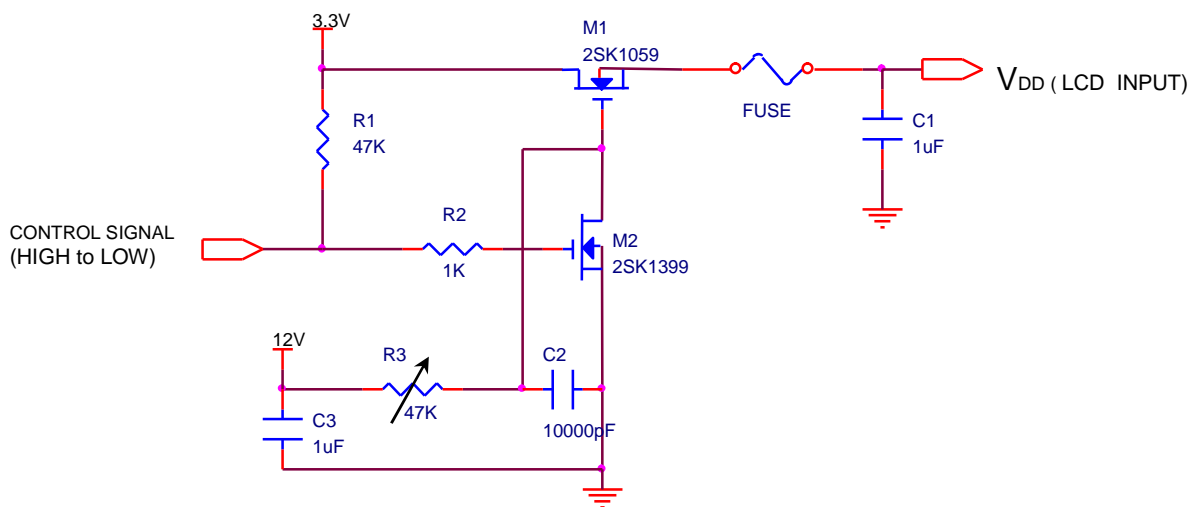 3.3V
M1
2SK1059
VDD ( LCD INPUT)
FUSE
R1
47K
C1
1uF
CONTROL SIGNAL
(HIGH to LOW)
R2
1K
M2
2SK1399
12V
R3
47K
C2
10000pF
C3
1uF